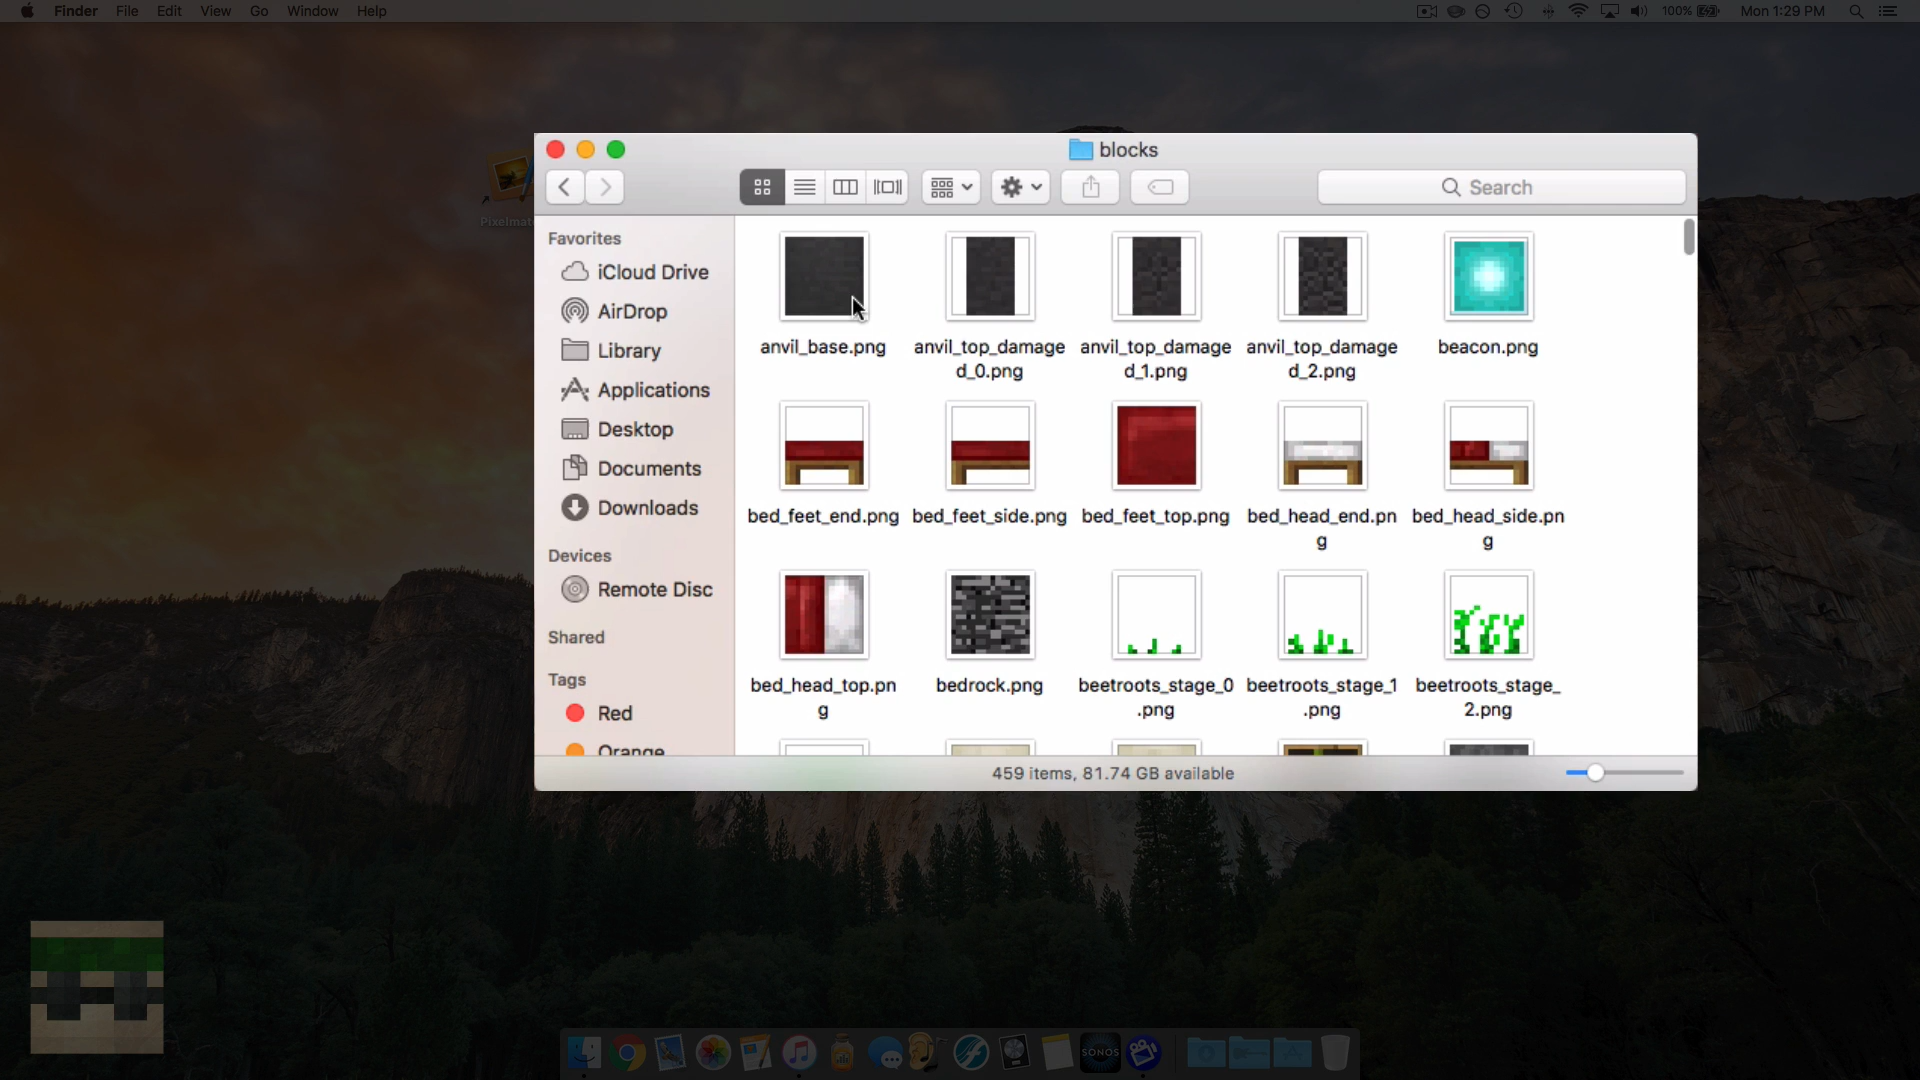 Finder File Edit View Go Window Help
100% Mon 1:29 PM
Pixelmat
blocks
Search
Favorites
iCloud Drive
AirDrop
Library
Applications
Desktop
Documents
Downloads
Devices
Remote Disc
Shared
Tags
Red
Orange
anvil_base.png
anvil_top_damage
d_0.png
anvil_top_damage
d_1.png
anvil_top_damage
d_2.png
beacon.png
bed_feet_end.png
bed_feet_side.png
bed_feet_top.png
bed_head_end.pn
g
bed_head_side.pn
g
bed_head_top.pn
g
bedrock.png
beetroots_stage_0
.png
beetroots_stage_1
.png
beetroots_stage_
2.png
459 items, 81.74 GB available
SONOS